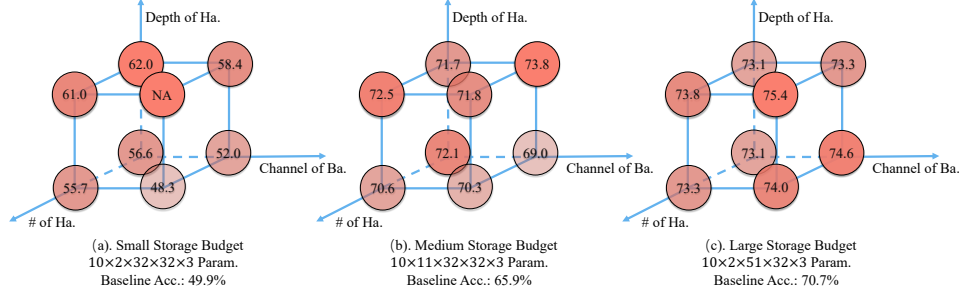 Depth of Ha.
62.0
58.4
61.0
NA
56.6
52.0
55.7
48.3
Channel of Ba.
# of Ha.
(a). Small Storage Budget
10×2×32×32×3 Param.
Baseline Acc.: 49.9%
Depth of Ha.
71.7
73.8
72.5
71.8
72.1
69.0
70.6
70.3
Channel of Ba.
# of Ha.
(b). Medium Storage Budget
10×11×32×32×3 Param.
Baseline Acc.: 65.9%
Depth of Ha.
73.1
73.3
73.8
75.4
73.1
74.6
73.3
74.0
Channel of Ba.
# of Ha.
(c). Large Storage Budget
10×2×51×32×3 Param.
Baseline Acc.: 70.7%